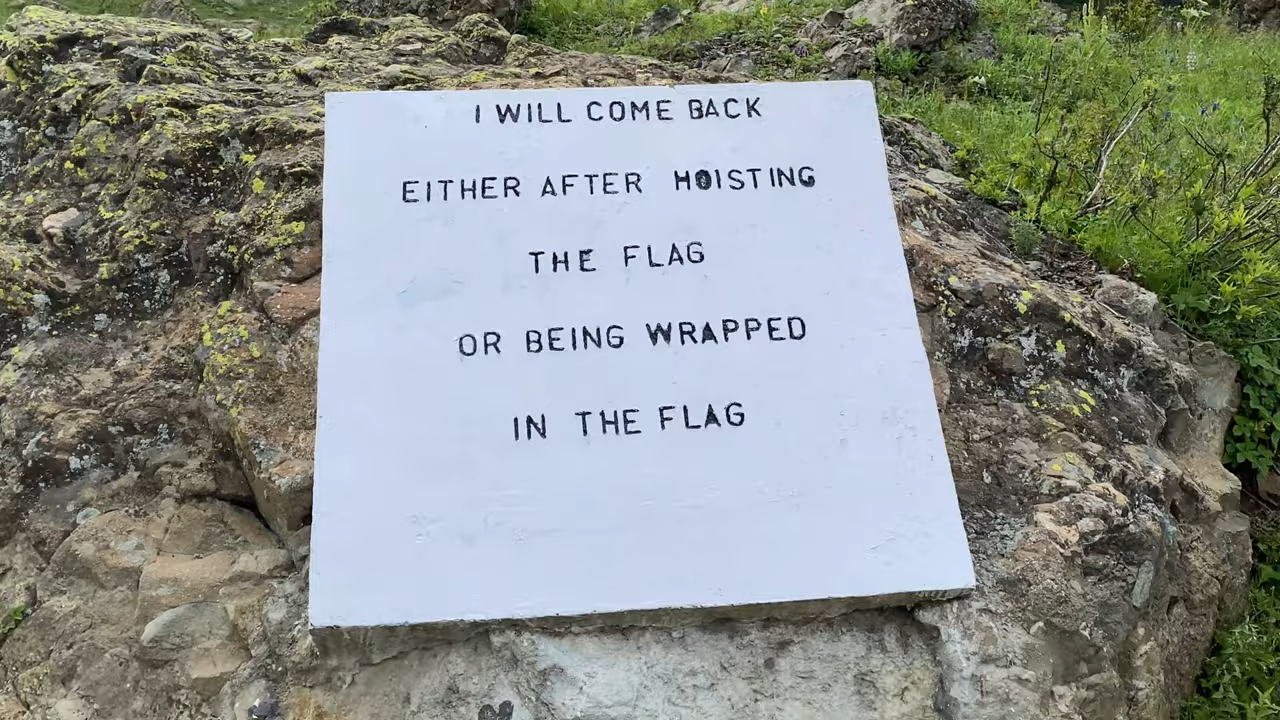 I WILL COME BACK
EITHER AFTER HOISTING
THE FLAG
OR BEING WRAPPED
IN THE FLAG